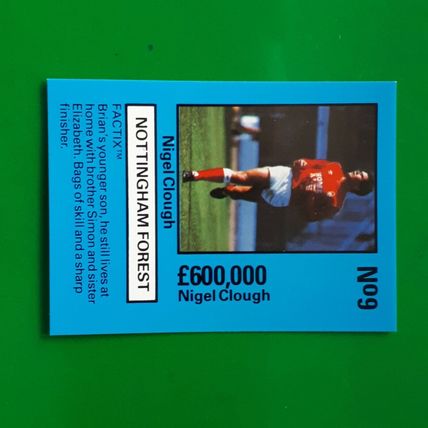 No9
£600,000
Nigel Clough
Nigel Clough
NOTTINGHAM FOREST
FACTIX™
Brian's younger son, he still lives at
home with brother Simon and sister
Elizabeth. Bags of skill and a sharp
finisher.